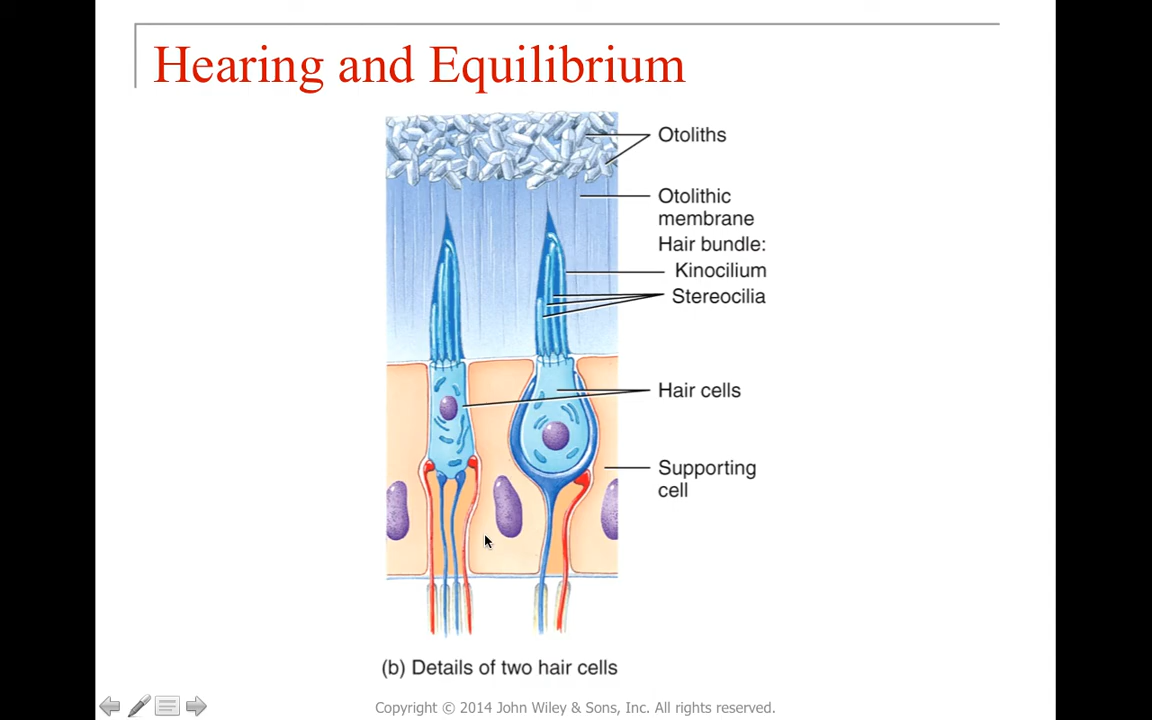 Hearing and Equilibrium
Otoliths
Otolithic
membrane
Hair bundle:
Kinocilium
Stereocilia
Hair cells
Supporting
cell
(b) Details of two hair cells
Copyright © 2014 John Wiley & Sons, Inc. All rights reserved.